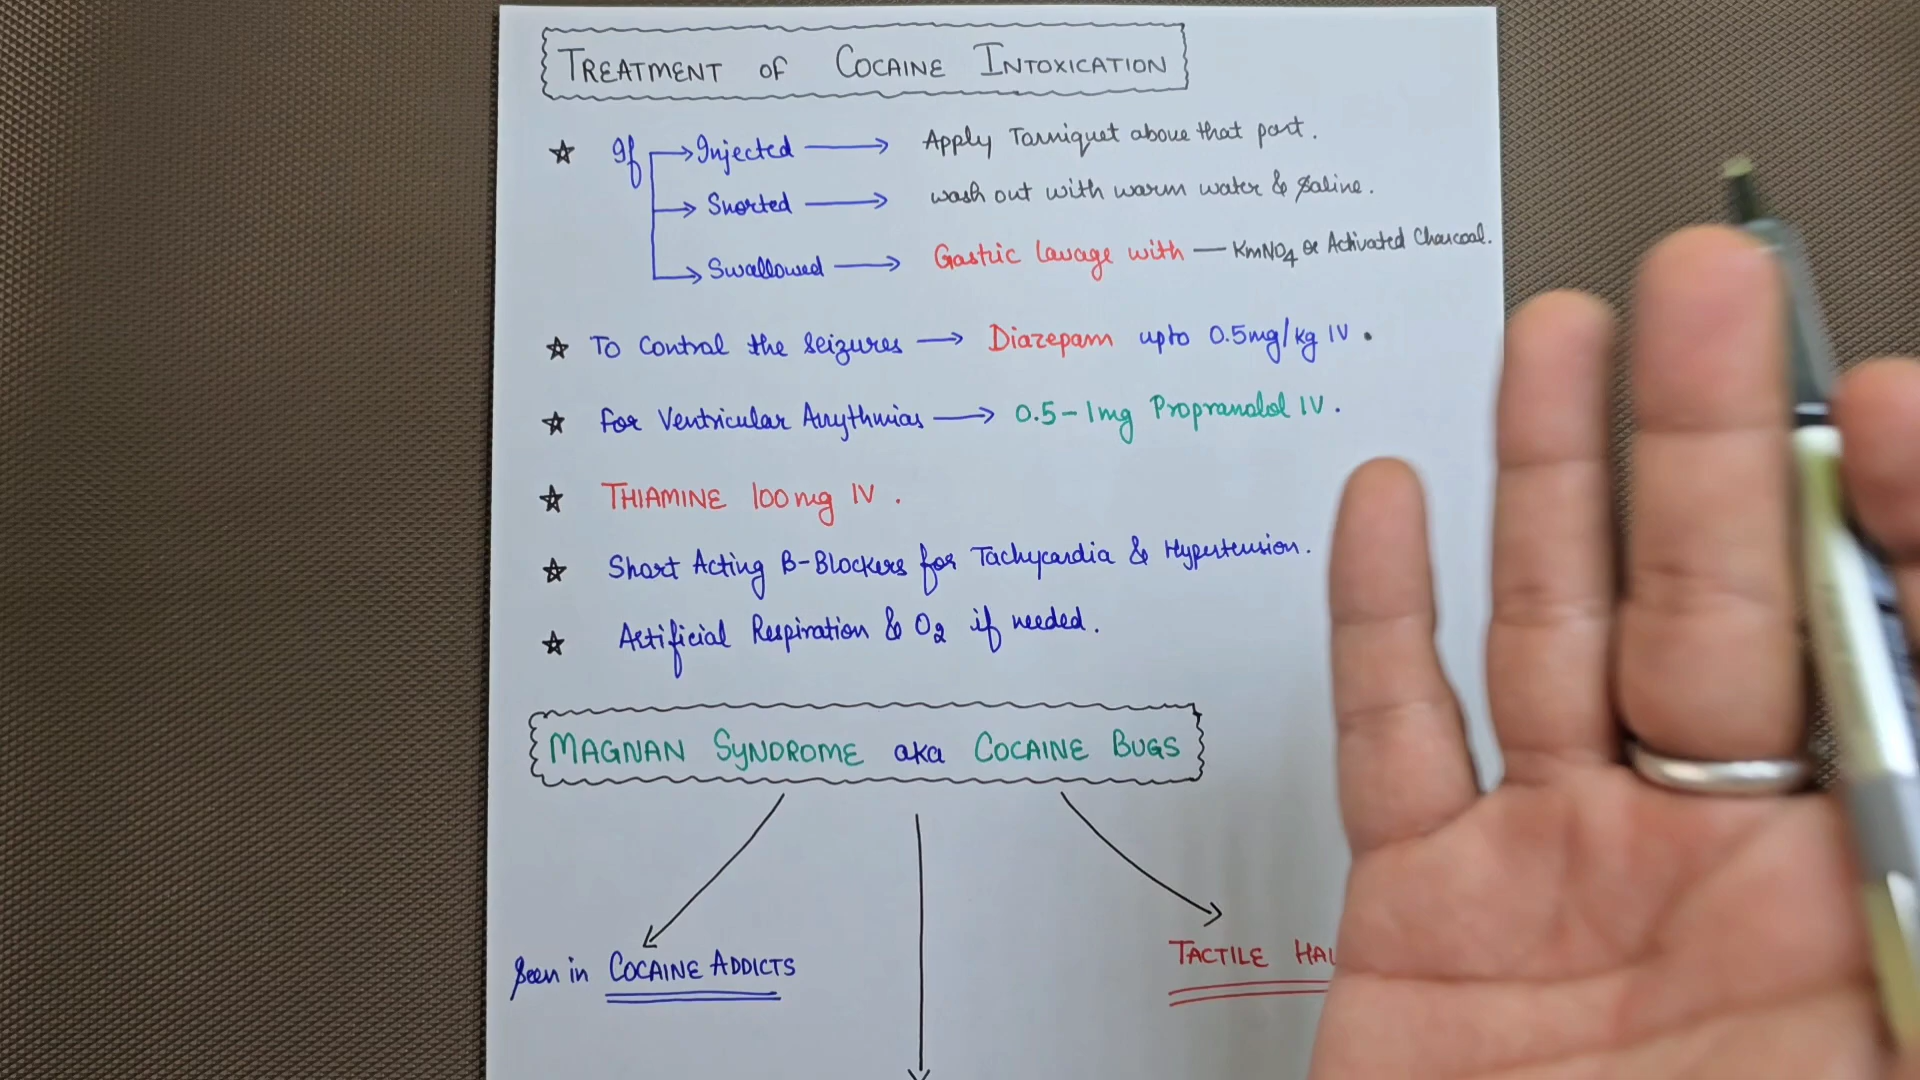 TREATMENT OF COCAINE INTOXICATION
If Injected Apply Tarniquet above that part.
Snorted wash out with warm water & Saline.
Swallowed Gastric lavage with — KmNO4 or Activated Charcoal.
To Control the Seizures Diazepam upto 0.5mg/kg IV.
For Ventricular Arrythmias 0.5-1mg Propranolol IV.
THIAMINE 100mg IV.
Short Acting B-Blockers for Tachycardia & Hypertension.
Artificial Respiration & O2 if needed.
MAGNAN SYNDROME aka COCAINE BUGS
Seen in COCAINE ADDICTS
TACTILE HAL